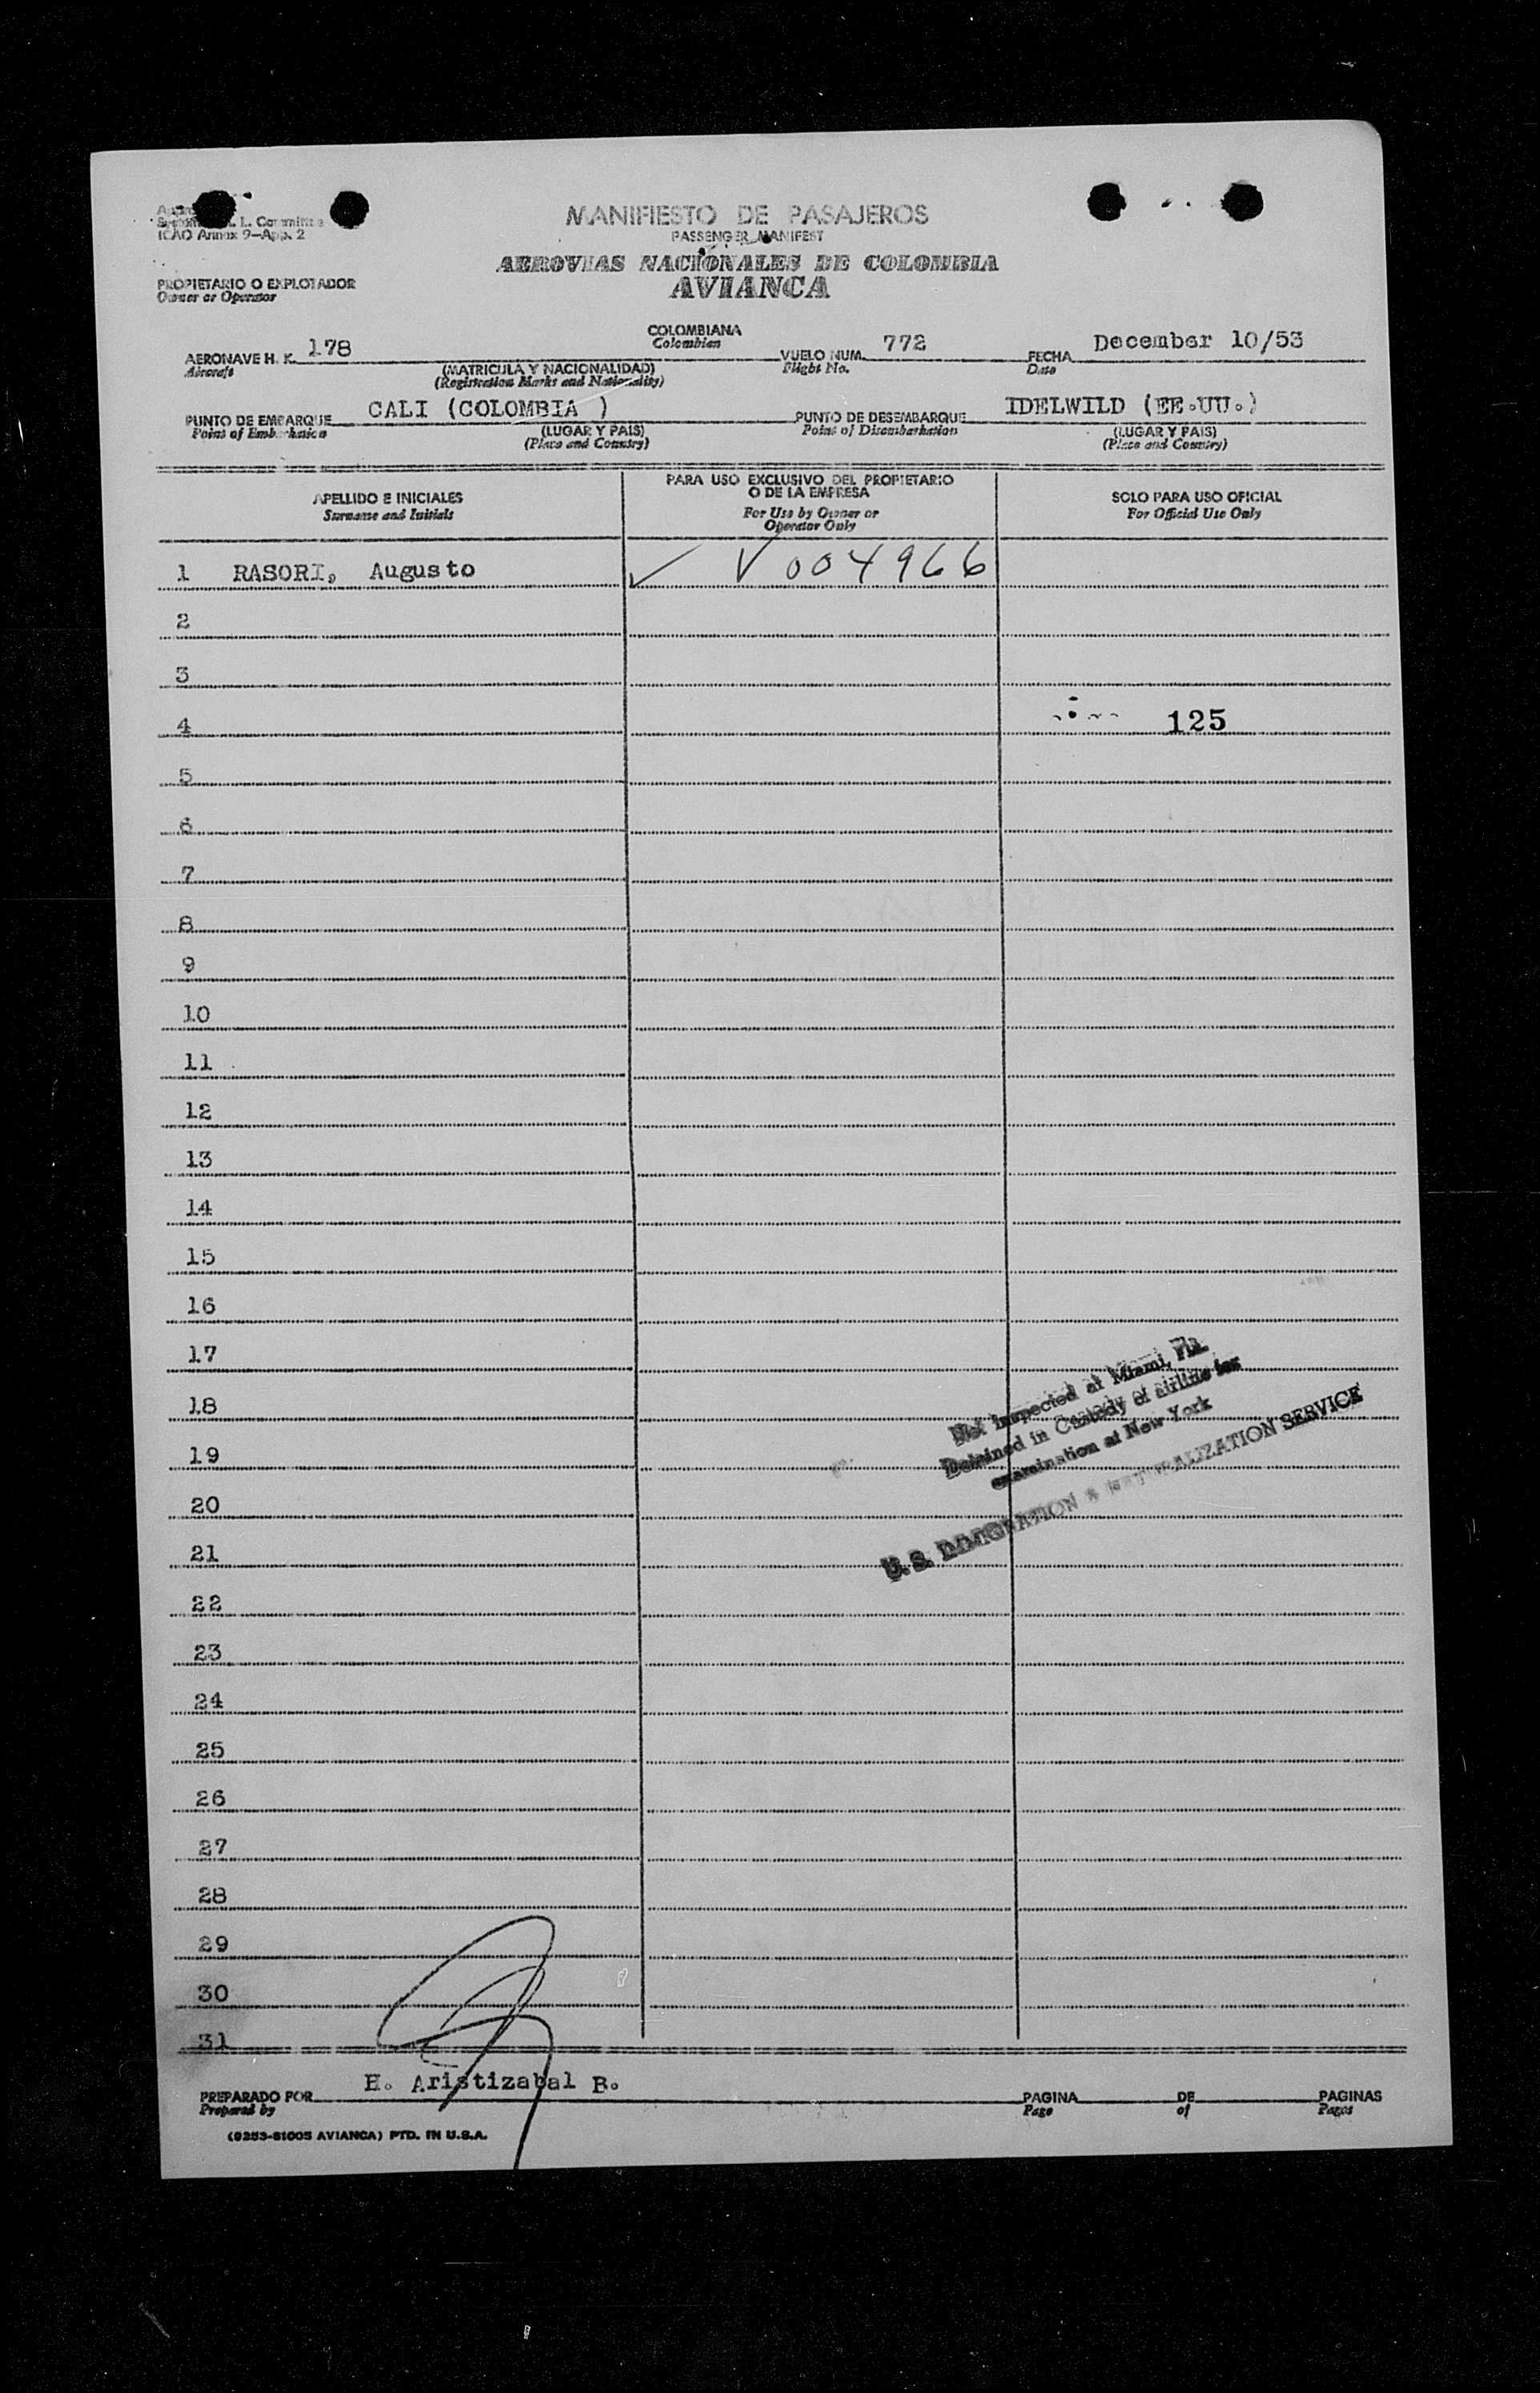 I. Committee
ICAO Annex 9—App. 2
MANIFIESTO DE PASAJEROS
PASSENGER MANIFEST
AEROVIAS NACIONALES DE COLOMBIA
AVIANCA
PROPIETARIO O EXPLOTADOR
Owner or Operator
AERONAVE H. K. 178 COLOMBIANA VUELO NUM. 772 FECHA December 10/53
Aircraft Colombian Flight No. Date
(MATRICULA Y NACIONALIDAD)
(Registration Marks and Nationality)
PUNTO DE EMBARQUE CALI (COLOMBIA ) PUNTO DE DESEMBARQUE IDELWILD (EE.UU.)
Point of Embarkation (LUGAR Y PAIS) Point of Disembarkation (LUGAR Y PAIS)
(Place and Country) (Place and Country)
APELLIDO E INICIALES
Surname and Initials
PARA USO EXCLUSIVO DEL PROPIETARIO
O DE LA EMPRESA
For Use by Owner or
Operator Only
SOLO PARA USO OFICIAL
For Official Use Only
1 RASORI, Augusto ✓ V004966
2
3
4 125
5
6
7
8
9
10
11
12
13
14
15
16
17
18
19
20
21
22
23
24
25
26
27
28
29
30
31
Not inspected at Miami, Fla.
Detained in Custody of airline for
examination at New York
U. S. IMMIGRATION & NATURALIZATION SERVICE
PREPARADO POR H. Aristizabal B. PAGINA DE PAGINAS
Prepared by Page of Pages
(9253-61005 AVIANCA) PTD. IN U.S.A.